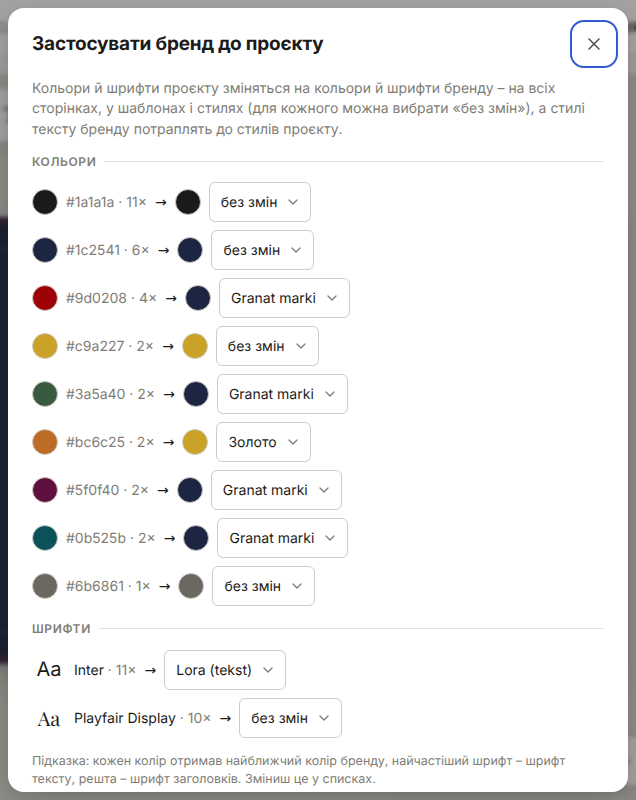 Застосувати бренд до проєкту
Кольори й шрифти проєкту зміняться на кольори й шрифти бренду – на всіх
сторінках, у шаблонах і стилях (для кожного можна вибрати «без змін»), а стилі
тексту бренду потраплять до стилів проєкту.
КОЛЬОРИ
#1a1a1a · 11× → без змін
#1c2541 · 6× → без змін
#9d0208 · 4× → Granat marki
#c9a227 · 2× → без змін
#3a5a40 · 2× → Granat marki
#bc6c25 · 2× → Золото
#5f0f40 · 2× → Granat marki
#0b525b · 2× → Granat marki
#6b6861 · 1× → без змін
ШРИФТИ
Aa Inter · 11× → Lora (tekst)
Aa Playfair Display · 10× → без змін
Підказка: кожен колір отримав найближчий колір бренду, найчастіший шрифт – шрифт
тексту, решта – шрифт заголовків. Зміниш це у списках.